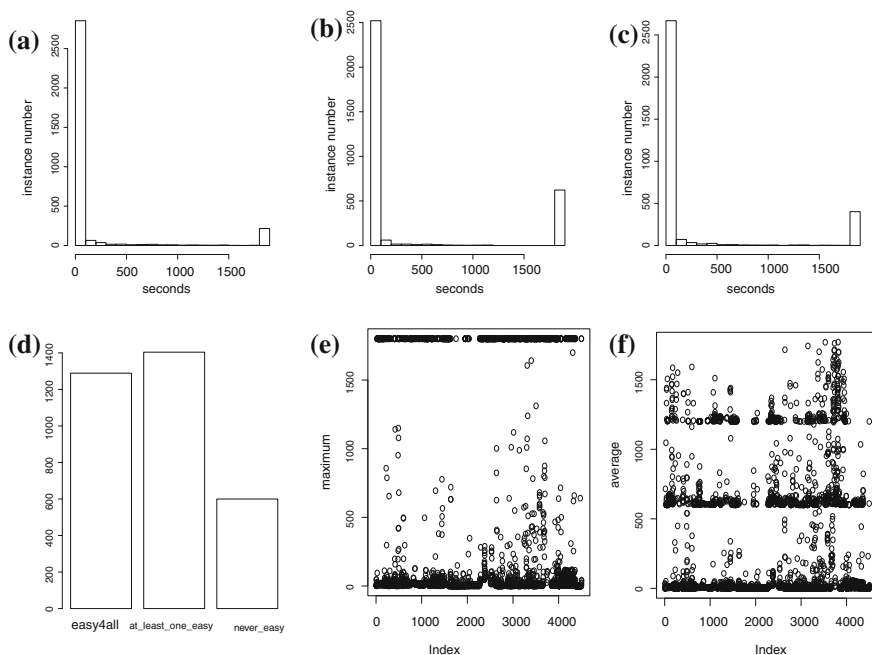 (a)
instance number
0 500 1000 1500 2000 2500
0 500 1000 1500
seconds
(b)
instance number
0 500 1000 1500 2000 2500
0 500 1000 1500
seconds
(c)
instance number
0 500 1000 1500 2000 2500
0 500 1000 1500
seconds
(d)
0 200 400 600 800 1000 1200 1400
easy4all at_least_one_easy never_easy
(e)
maximum
0 500 1000 1500
0 1000 2000 3000 4000
Index
(f)
average
0 500 1000 1500
0 1000 2000 3000 4000
Index